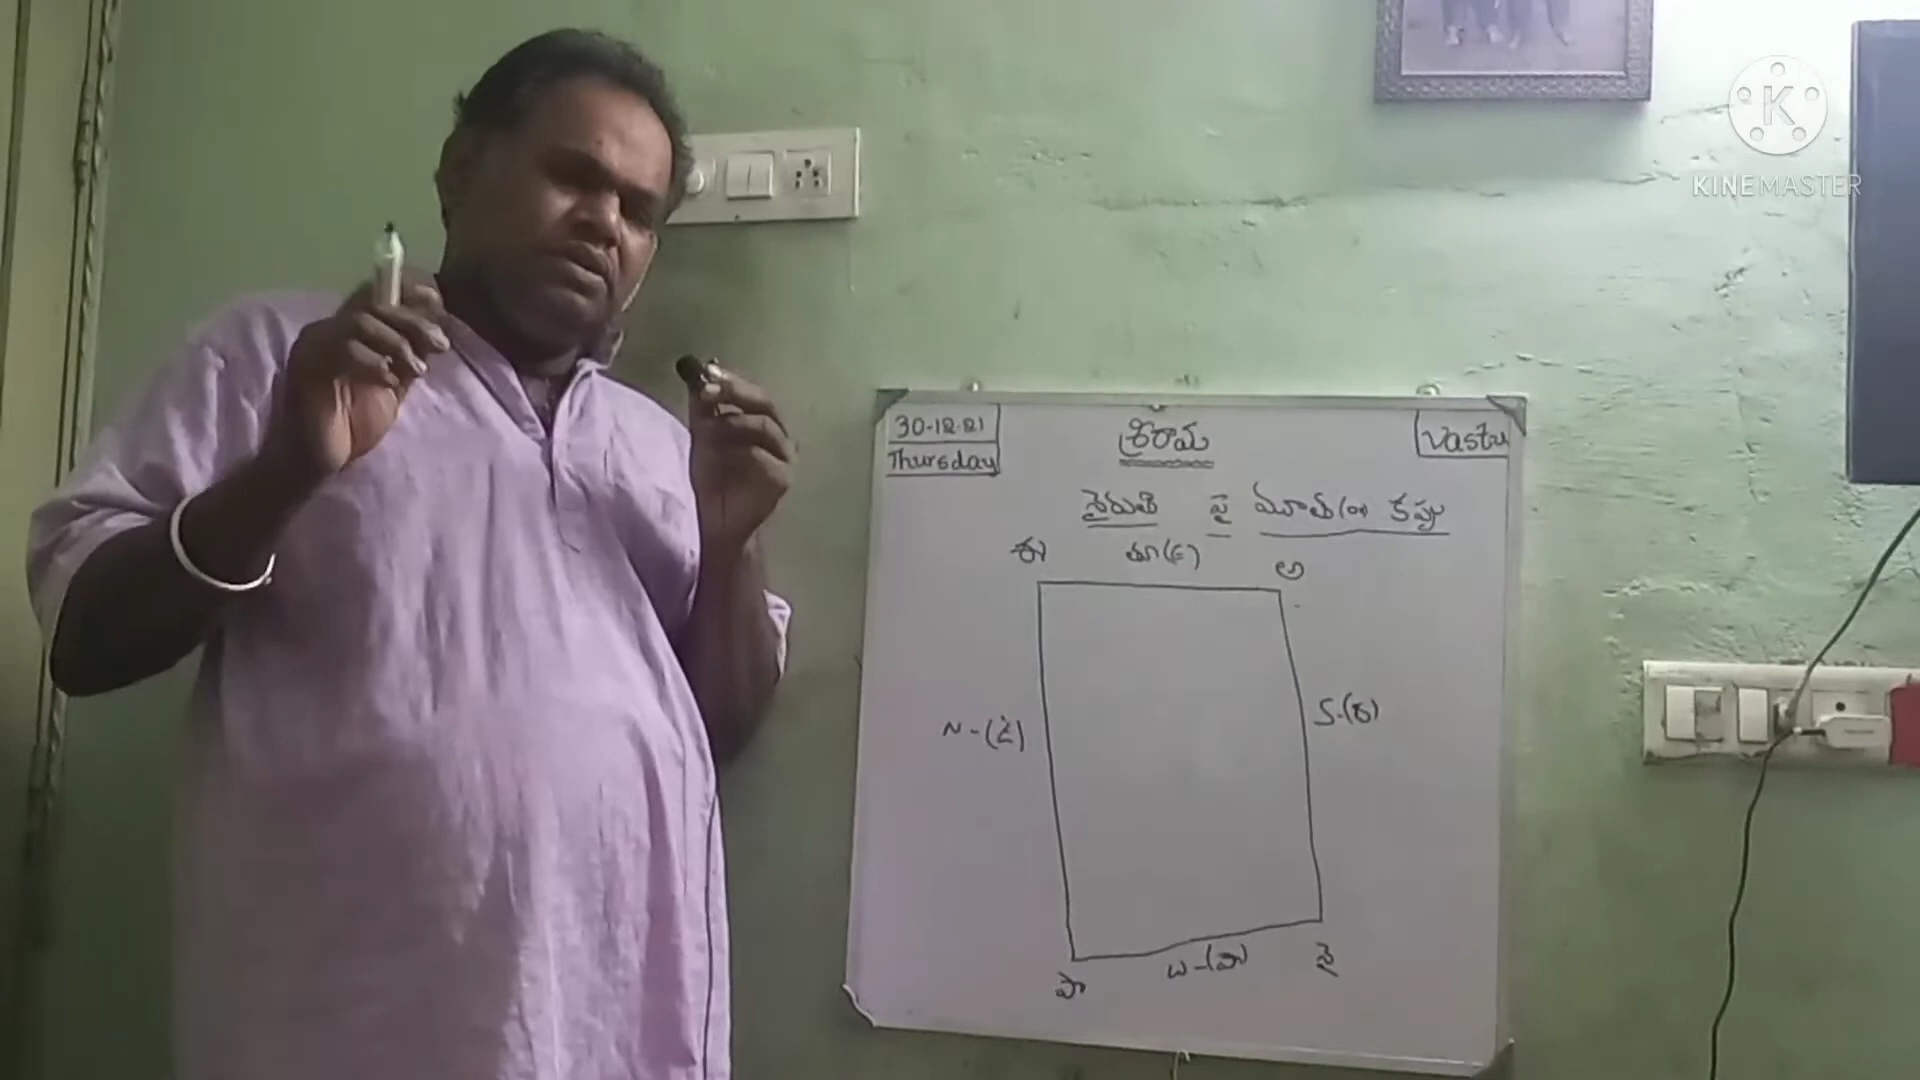 30-12-21
Thursday
శ్రీరామ
Vastu
నైరుతి పై మూత(లు) కప్పు
ఈ
తూ(E)
అ
N-(ఉ)
S-(ద)
W-(ప)
వా
నై
KINEMASTER